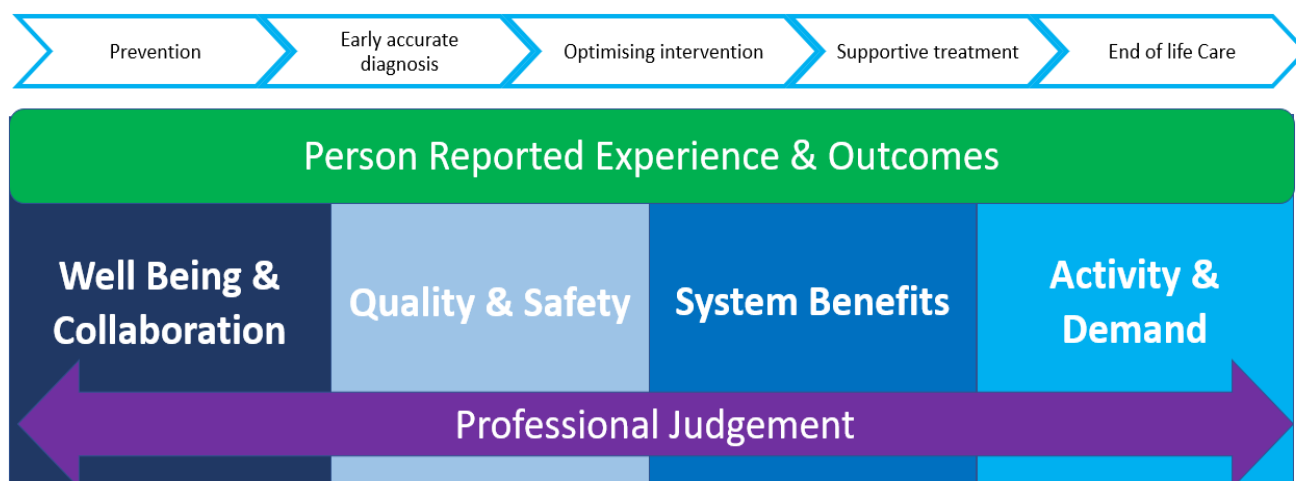 Prevention
Early accurate
diagnosis
Optimising intervention
Supportive treatment
End of life Care
Person Reported Experience & Outcomes
Well Being &
Collaboration
Quality & Safety
System Benefits
Activity &
Demand
Professional Judgement